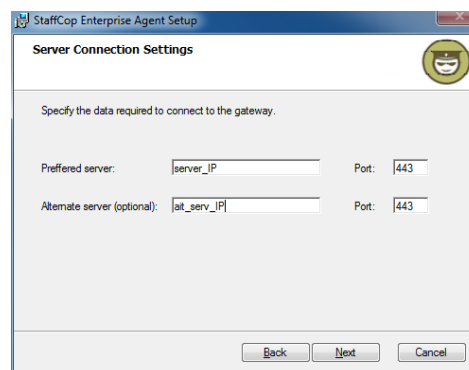 StaffCop Enterprise Agent Setup
Server Connection Settings
Specify the data required to connect to the gateway.
Preffered server: server_IP Port: 443
Alternate server (optional): ait_serv_IP Port: 443
Back Next Cancel